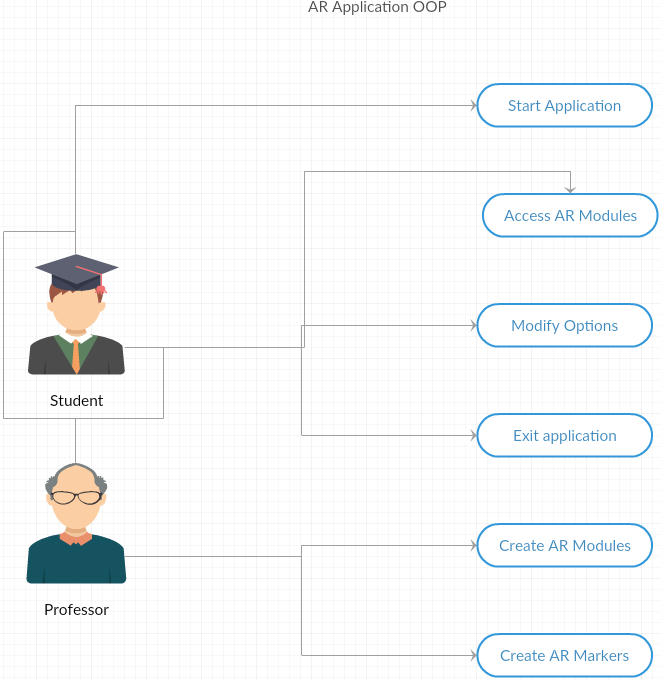 AR Application OOP
Start Application
Access AR Modules
Modify Options
Student
Exit application
Create AR Modules
Professor
Create AR Markers